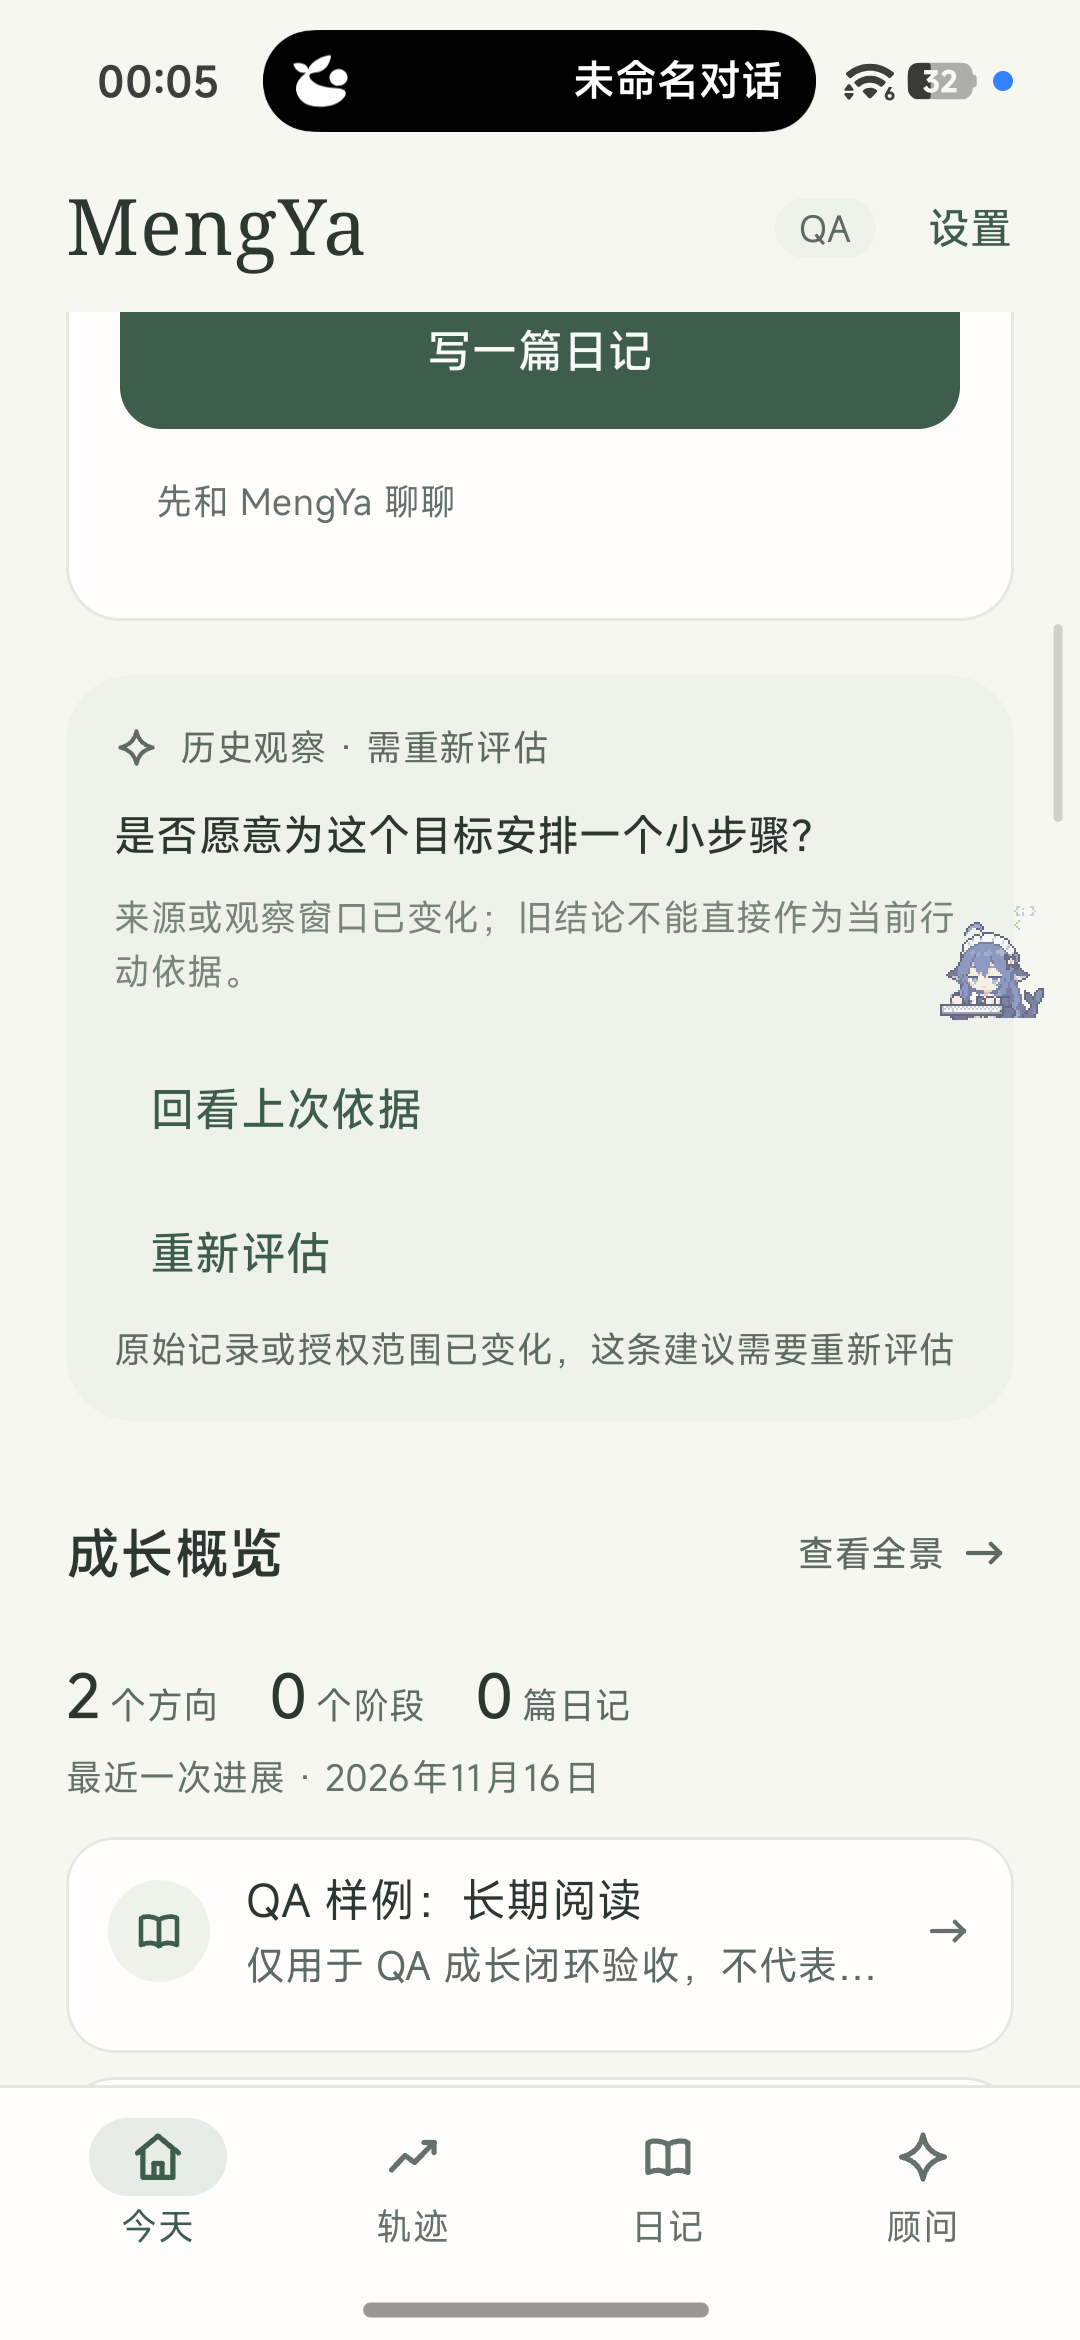 00:05
未命名对话
6
32
MengYa
QA
设置
写一篇日记
先和 MengYa 聊聊
历史观察 · 需重新评估
是否愿意为这个目标安排一个小步骤？
来源或观察窗口已变化；旧结论不能直接作为当前行
动依据。
回看上次依据
重新评估
原始记录或授权范围已变化，这条建议需要重新评估
成长概览
查看全景
2个方向 0个阶段 0篇日记
最近一次进展 · 2026年11月16日
QA 样例：长期阅读
仅用于 QA 成长闭环验收，不代表...
今天
轨迹
日记
顾问